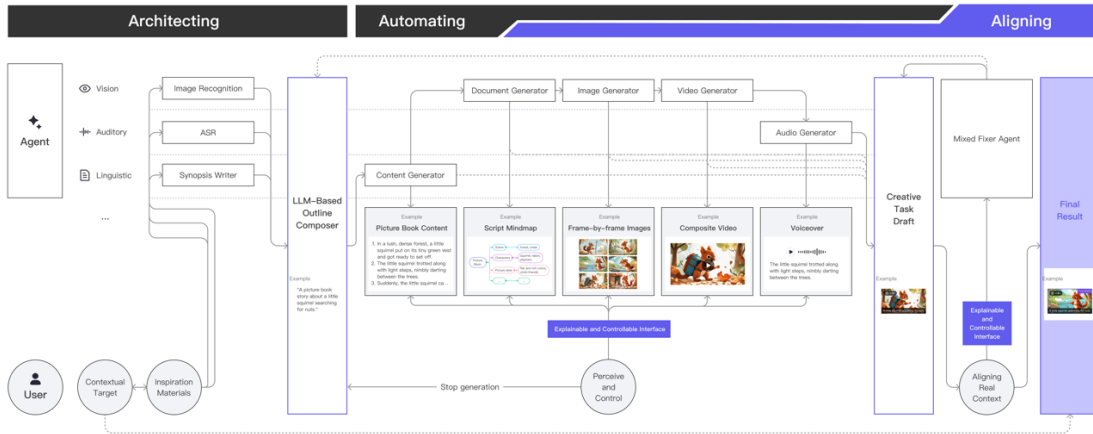 Architecting
Automating
Aligning
Agent
Vision
Auditory
Linguistic
...
Image Recognition
ASR
Synopsis Writer
LLM-Based
Outline
Composer
Example
"A picture book
story about a little
squirrel searching
for nuts."
Document Generator
Image Generator
Video Generator
Audio Generator
Content Generator
Example
Picture Book Content
1. In a lush, dense forest, a little
squirrel put on its tiny green vest
and got ready to set off.
2. The little squirrel trotted along
with light steps, nimbly darting
between the trees.
3. Suddenly, the little squirrel ca...
Example
Script Mindmap
Example
Frame-by-frame Images
Example
Composite Video
Example
Voiceover
The little squirrel trotted along
with light steps, nimbly darting
between the trees.
Explainable and Controllable Interface
Perceive
and
Control
Stop generation
Creative
Task
Draft
Example
Mixed Fixer Agent
Explainable
and
Controllable
Interface
Aligning
Real
Context
Final
Result
Example
User
Contextual
Target
Inspiration
Materials